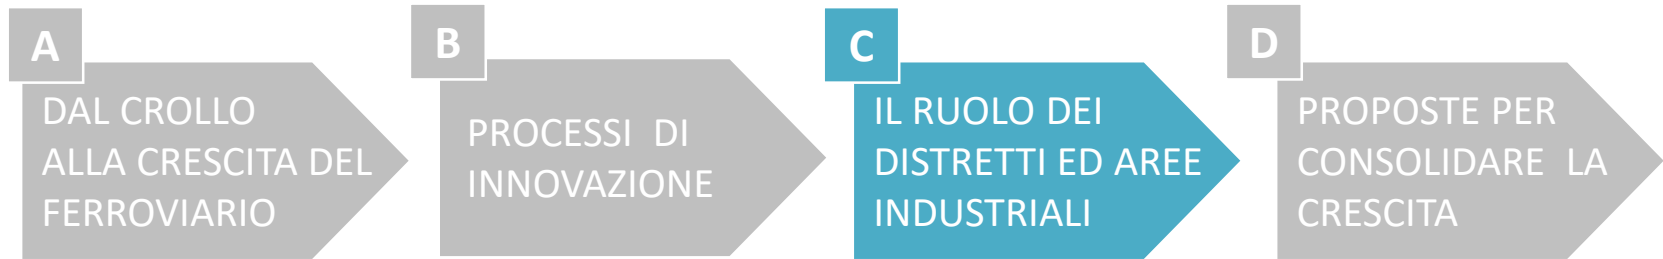 A
DAL CROLLO
ALLA CRESCITA DEL
FERROVIARIO
B
PROCESSI DI
INNOVAZIONE
C
IL RUOLO DEI
DISTRETTI ED AREE
INDUSTRIALI
D
PROPOSTE PER
CONSOLIDARE LA
CRESCITA